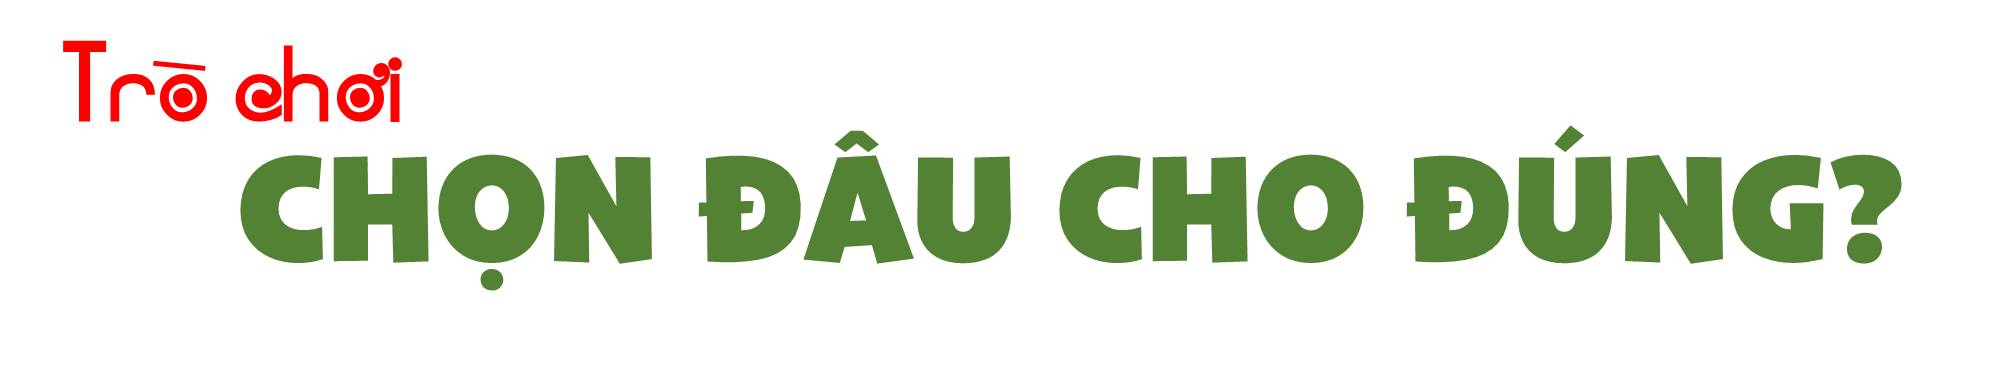 Trò chơi
CHỌN ĐÂU CHO ĐÚNG?